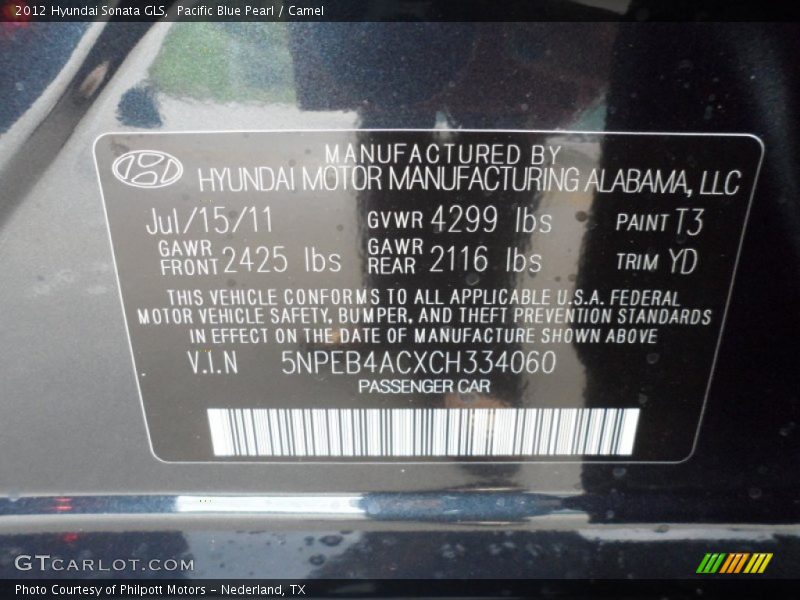 2012 Hyundai Sonata GLS, Pacific Blue Pearl / Camel
MANUFACTURED BY
HYUNDAI MOTOR MANUFACTURING ALABAMA, LLC
Jul/15/11 GVWR 4299 lbs PAINT T3
GAWR FRONT 2425 lbs GAWR REAR 2116 lbs TRIM YD
THIS VEHICLE CONFORMS TO ALL APPLICABLE U.S.A. FEDERAL
MOTOR VEHICLE SAFETY, BUMPER, AND THEFT PREVENTION STANDARDS
IN EFFECT ON THE DATE OF MANUFACTURE SHOWN ABOVE
V.I.N 5NPEB4ACXCH334060
PASSENGER CAR
GTCARLOT.COM
Photo Courtesy of Philpott Motors - Nederland, TX